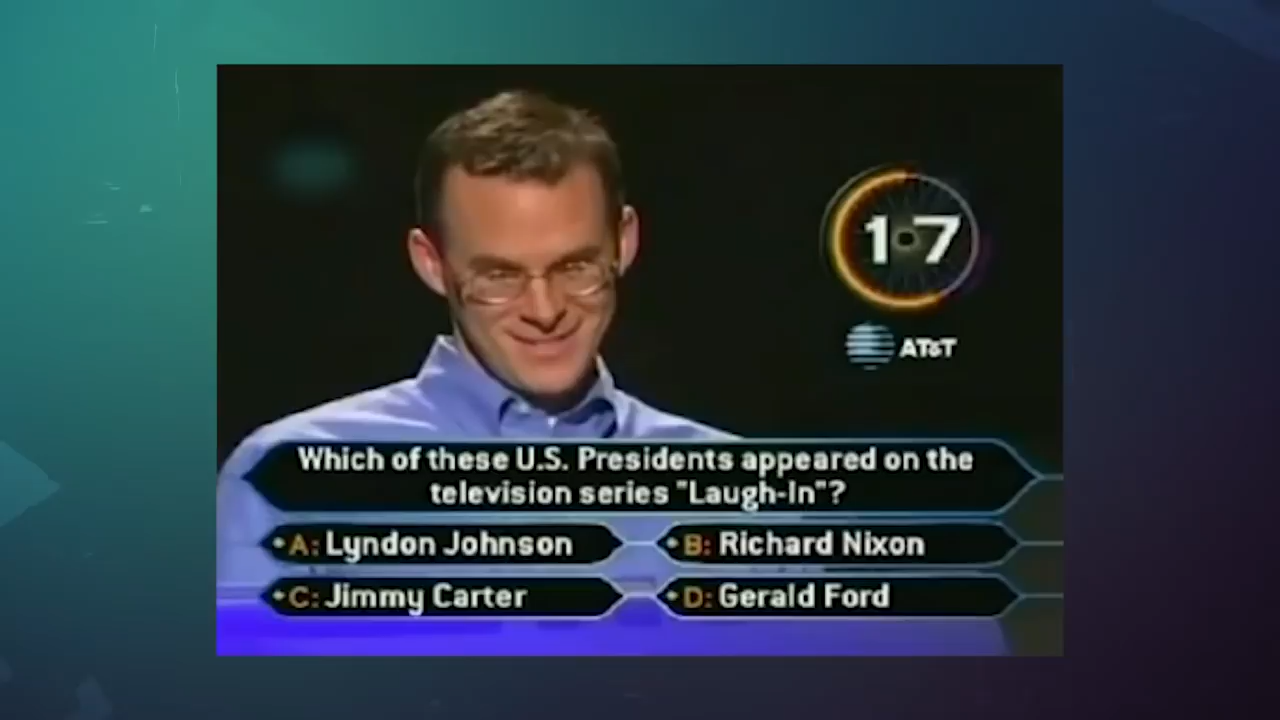 17
AT&T
Which of these U.S. Presidents appeared on the
television series "Laugh-In"?
A: Lyndon Johnson
B: Richard Nixon
C: Jimmy Carter
D: Gerald Ford